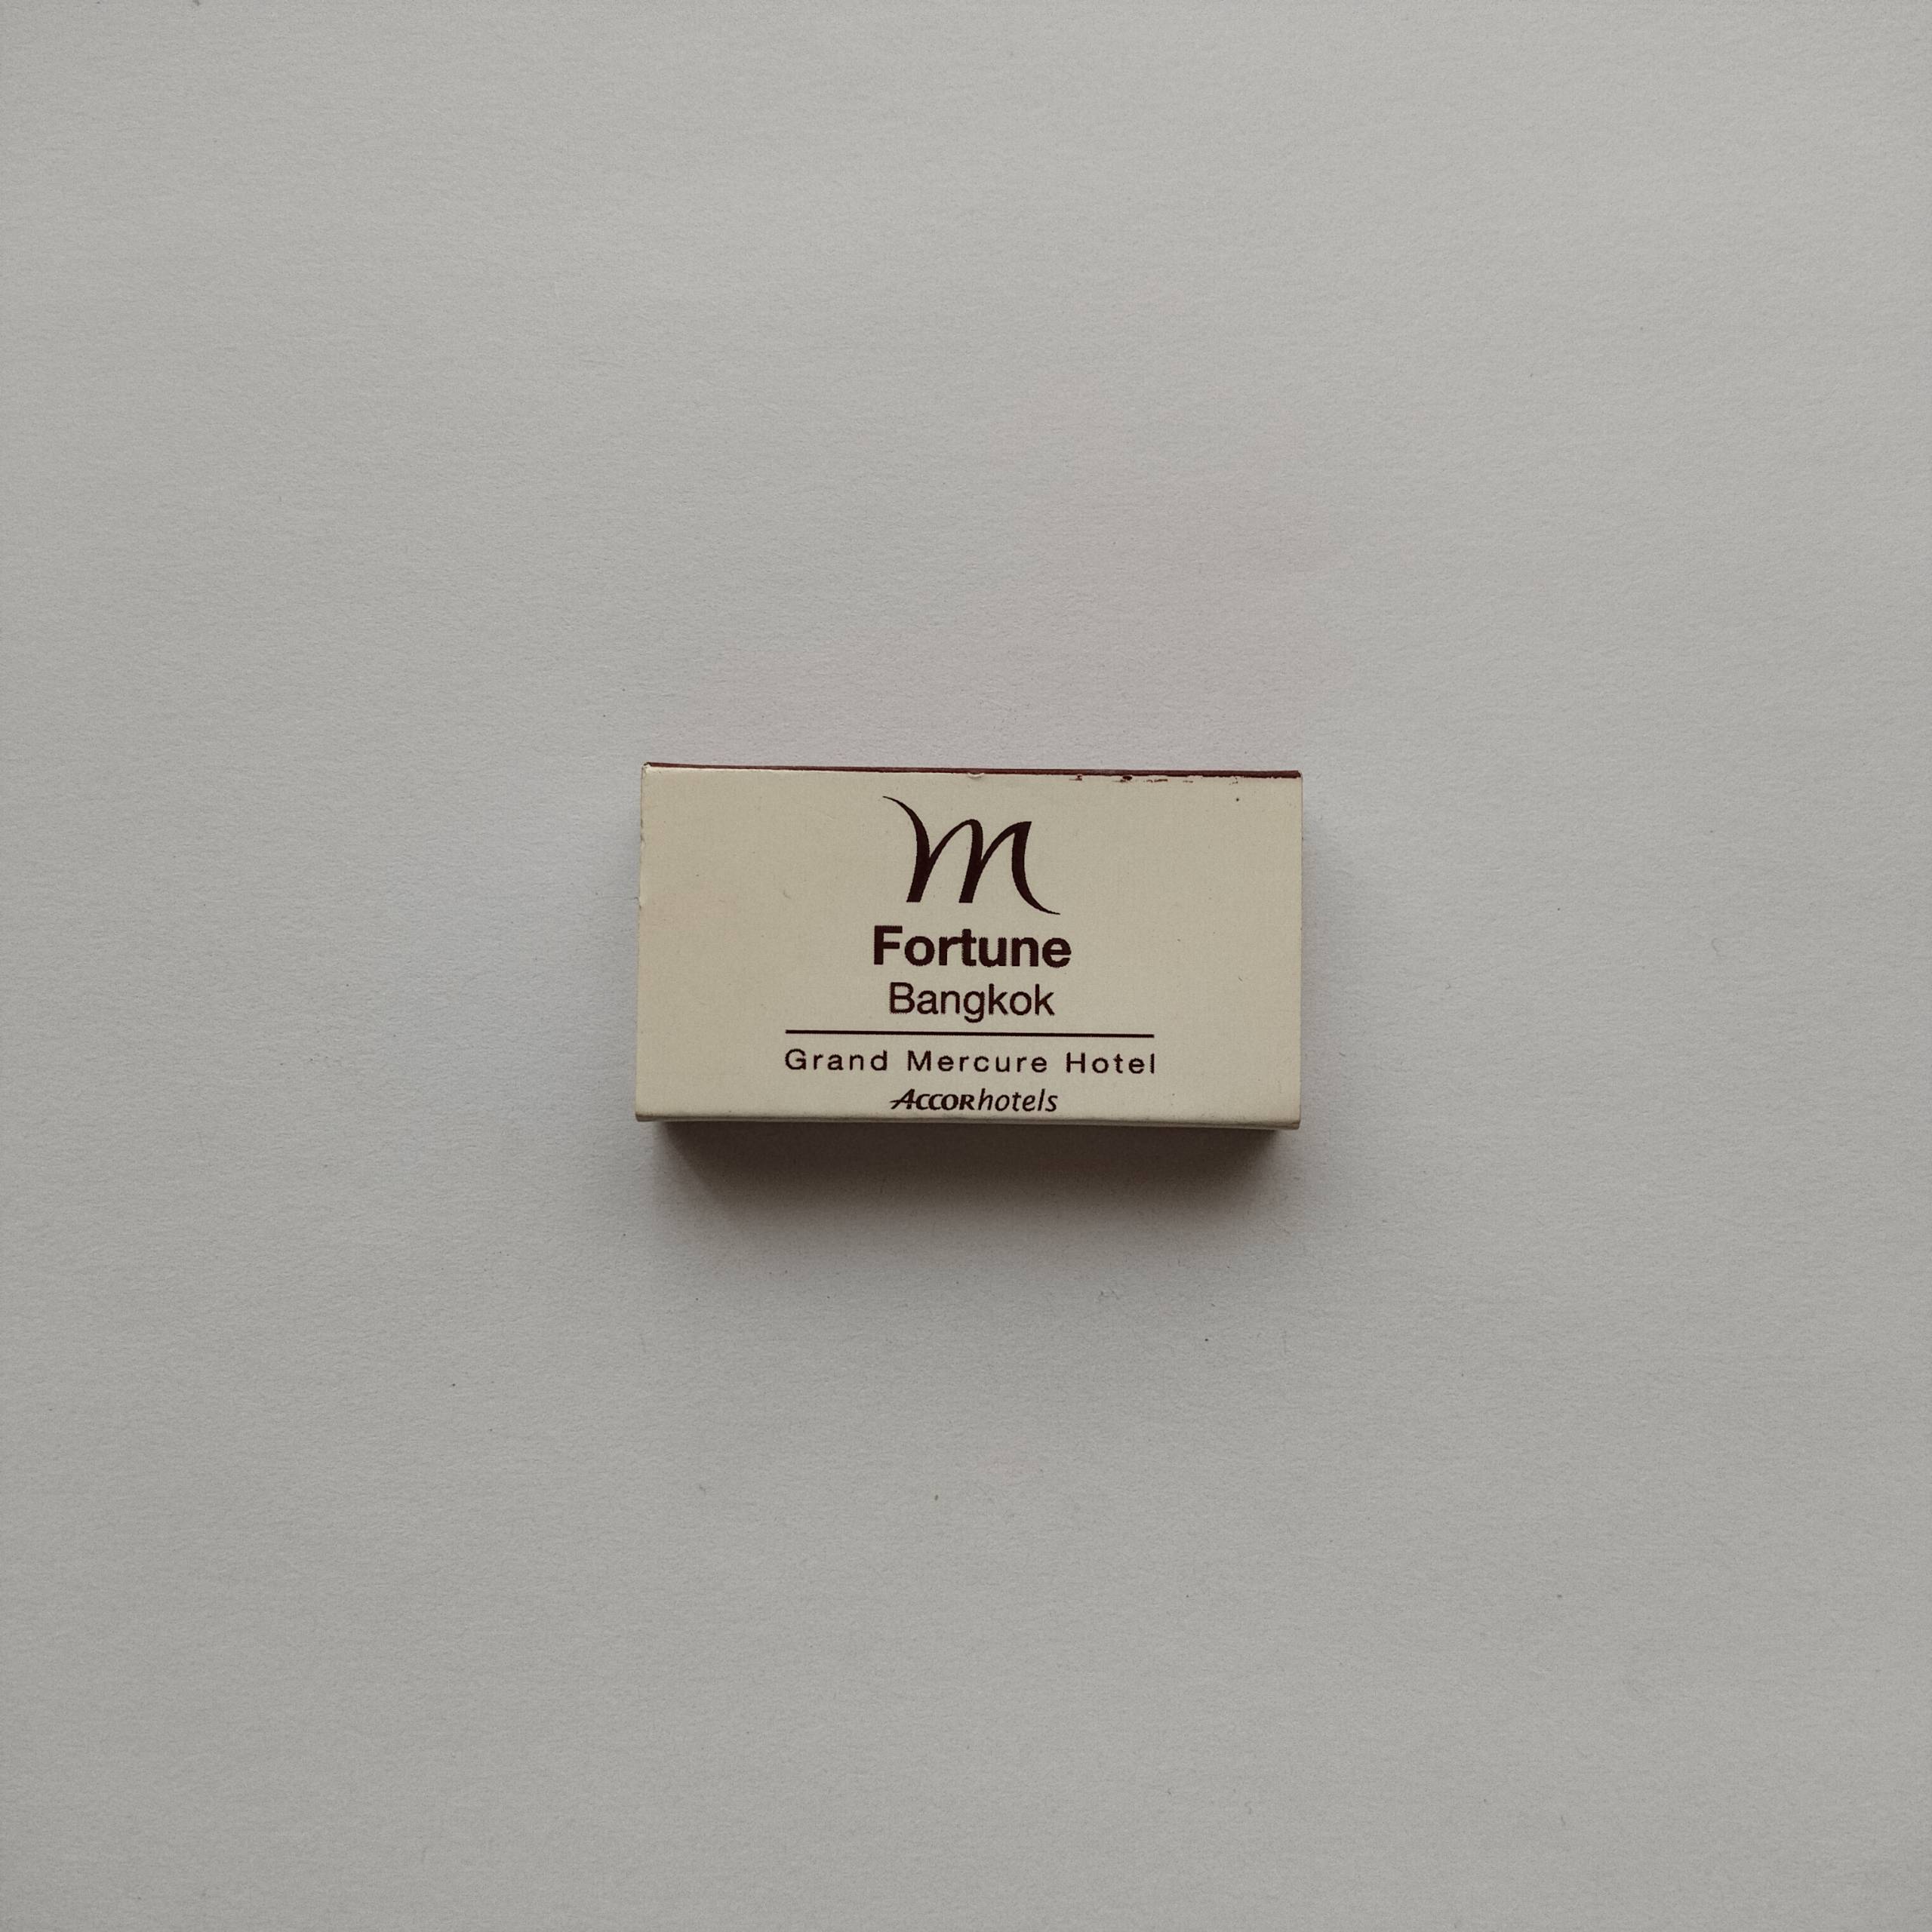 m
Fortune
Bangkok
Grand Mercure Hotel
ACCORhotels